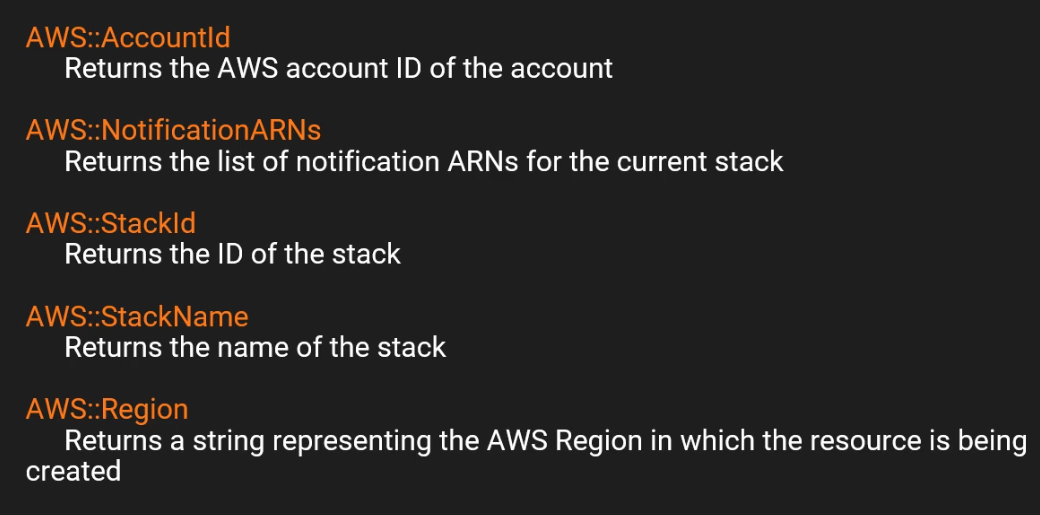 AWS::AccountId
Returns the AWS account ID of the account
AWS::NotificationARNs
Returns the list of notification ARNs for the current stack
AWS::StackId
Returns the ID of the stack
AWS::StackName
Returns the name of the stack
AWS::Region
Returns a string representing the AWS Region in which the resource is being
created